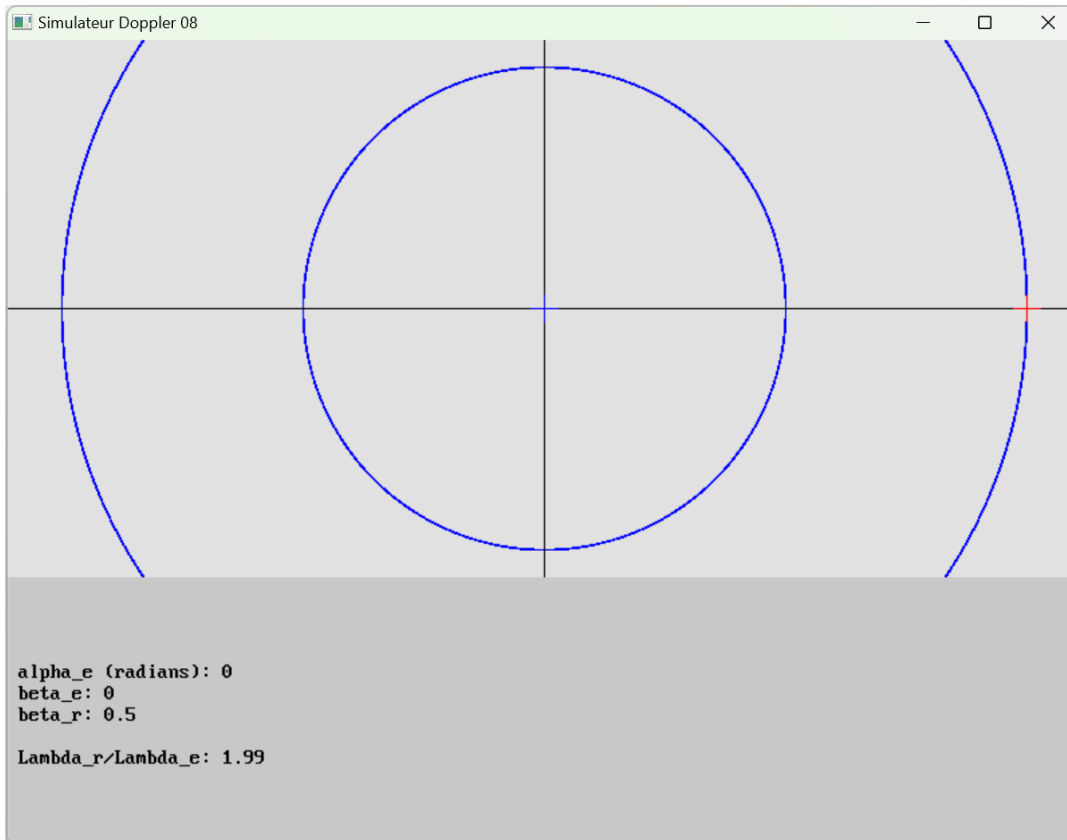 Simulateur Doppler 08
alpha_e (radians): 0
beta_e: 0
beta_r: 0.5
Lambda_r/Lambda_e: 1.99